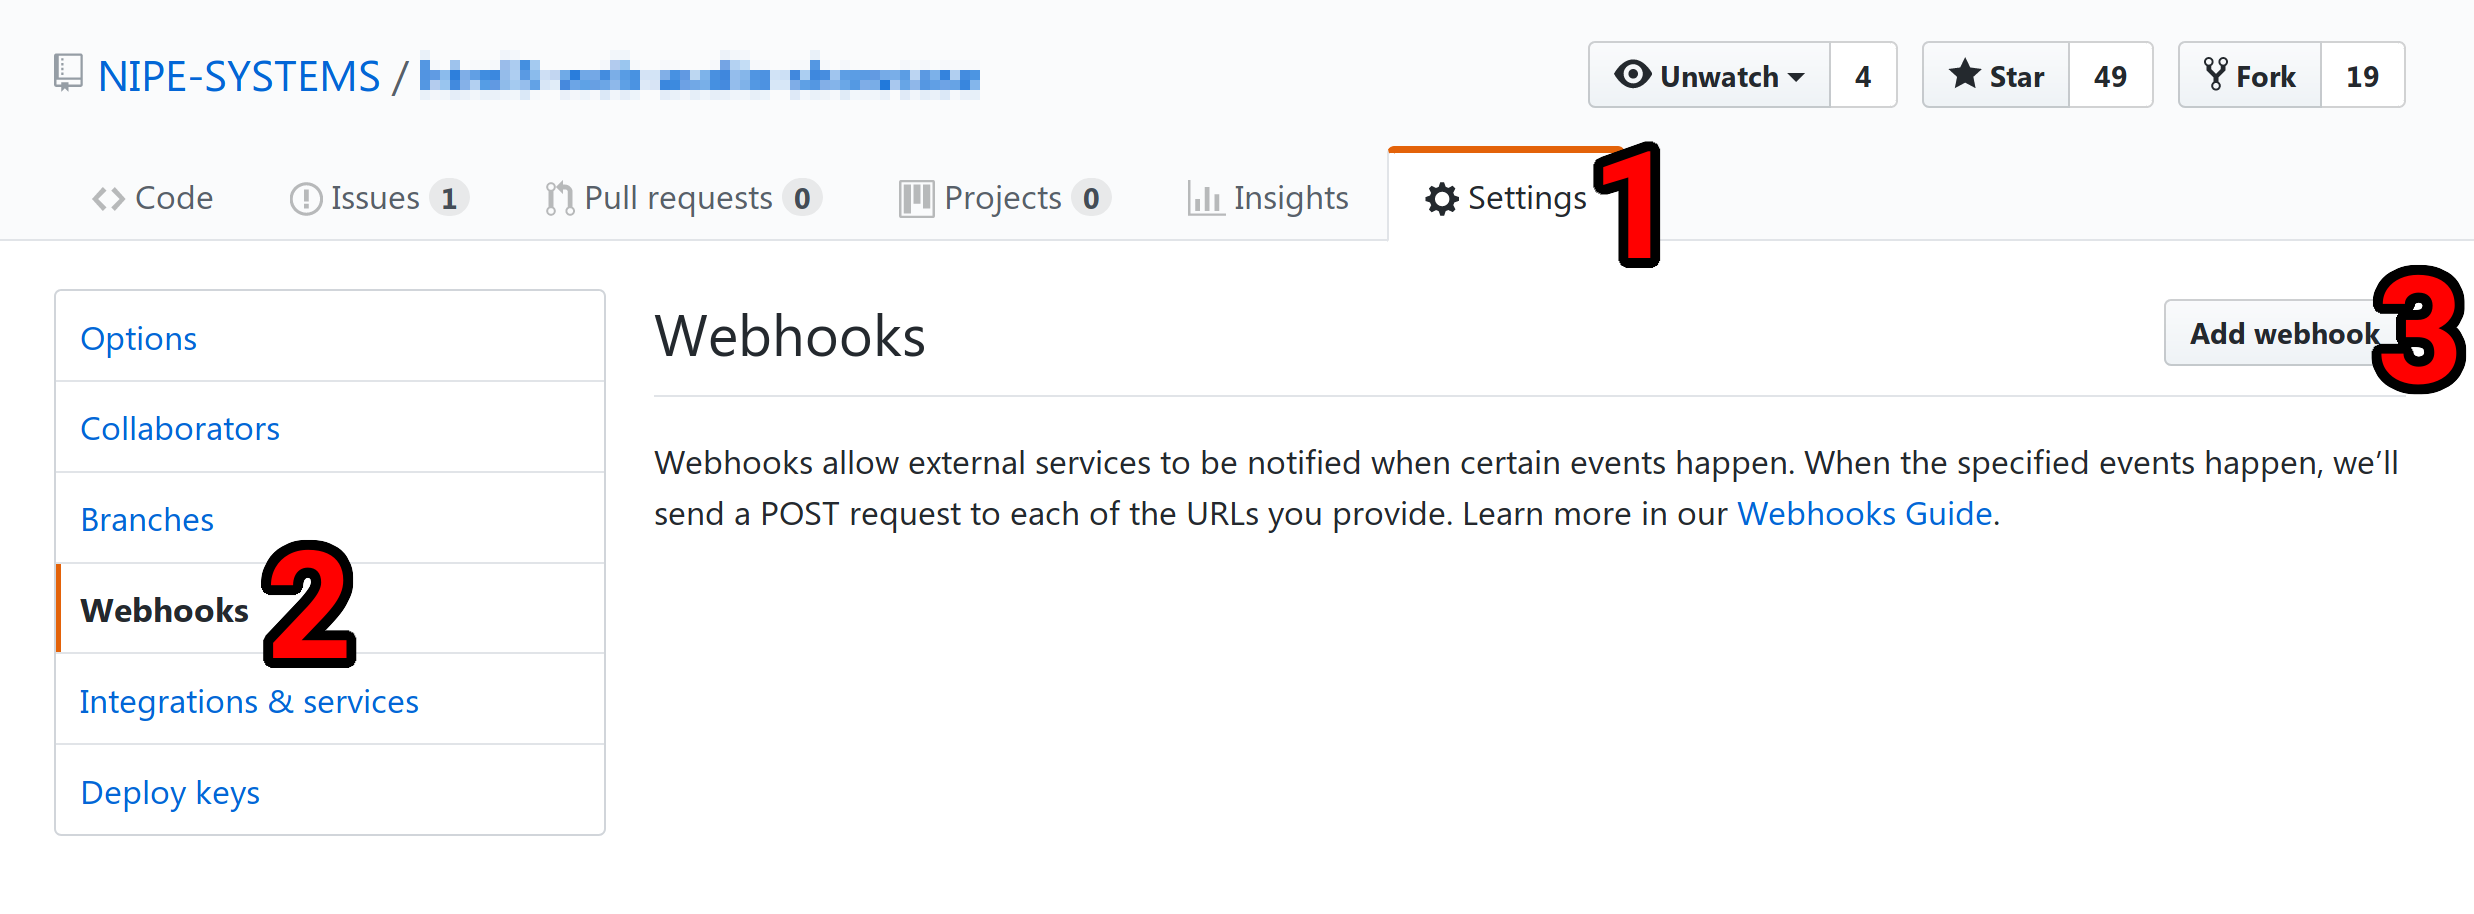 NIPE-SYSTEMS /
Unwatch 4 Star 49 Fork 19
Code Issues 1 Pull requests 0 Projects 0 Insights Settings 1
Options
Collaborators
Branches
Webhooks 2
Integrations & services
Deploy keys
Webhooks
Add webhook 3
Webhooks allow external services to be notified when certain events happen. When the specified events happen, we’ll
send a POST request to each of the URLs you provide. Learn more in our Webhooks Guide.